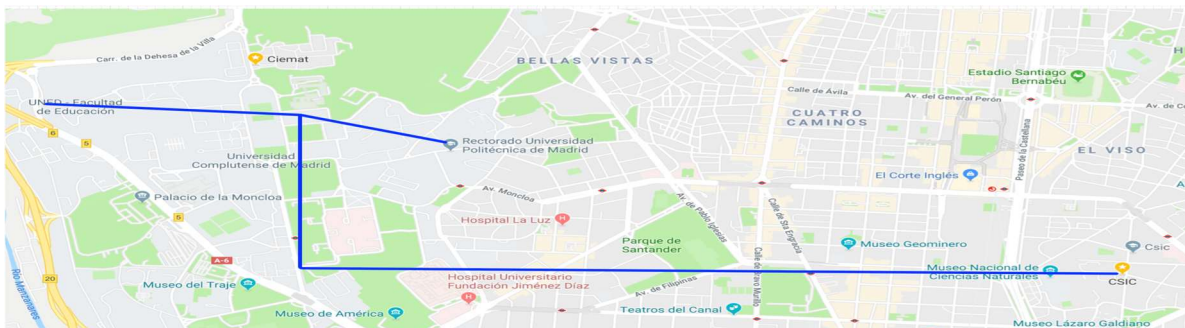 Carr. de la Dehesa de la Villa
Ciemat
BELLAS VISTAS
Estadio Santiago
Bernabéu
Calle de Ávila
Av. del General Perón
UNED - Facultad
de Educación
6
5
CUATRO
CAMINOS
Rectorado Universidad
Politécnica de Madrid
Universidad
Complutense de Madrid
Paseo de la Castellana
EL VISO
El Corte Inglés
Av. Moncloa
Palacio de la Moncloa
5
Hospital La Luz
Av. de Pablo Iglesias
Calle de Sta Engracia
Parque de
Santander
Museo Geominero
Csic
A-6
20
Río Manzanares
Museo del Traje
Hospital Universitario
Fundación Jiménez Díaz
Av. de Filipinas
Calle de Bravo Murillo
Museo Nacional de
Ciencias Naturales
CSIC
Museo de América
Teatros del Canal
Museo Lázaro Galdiano